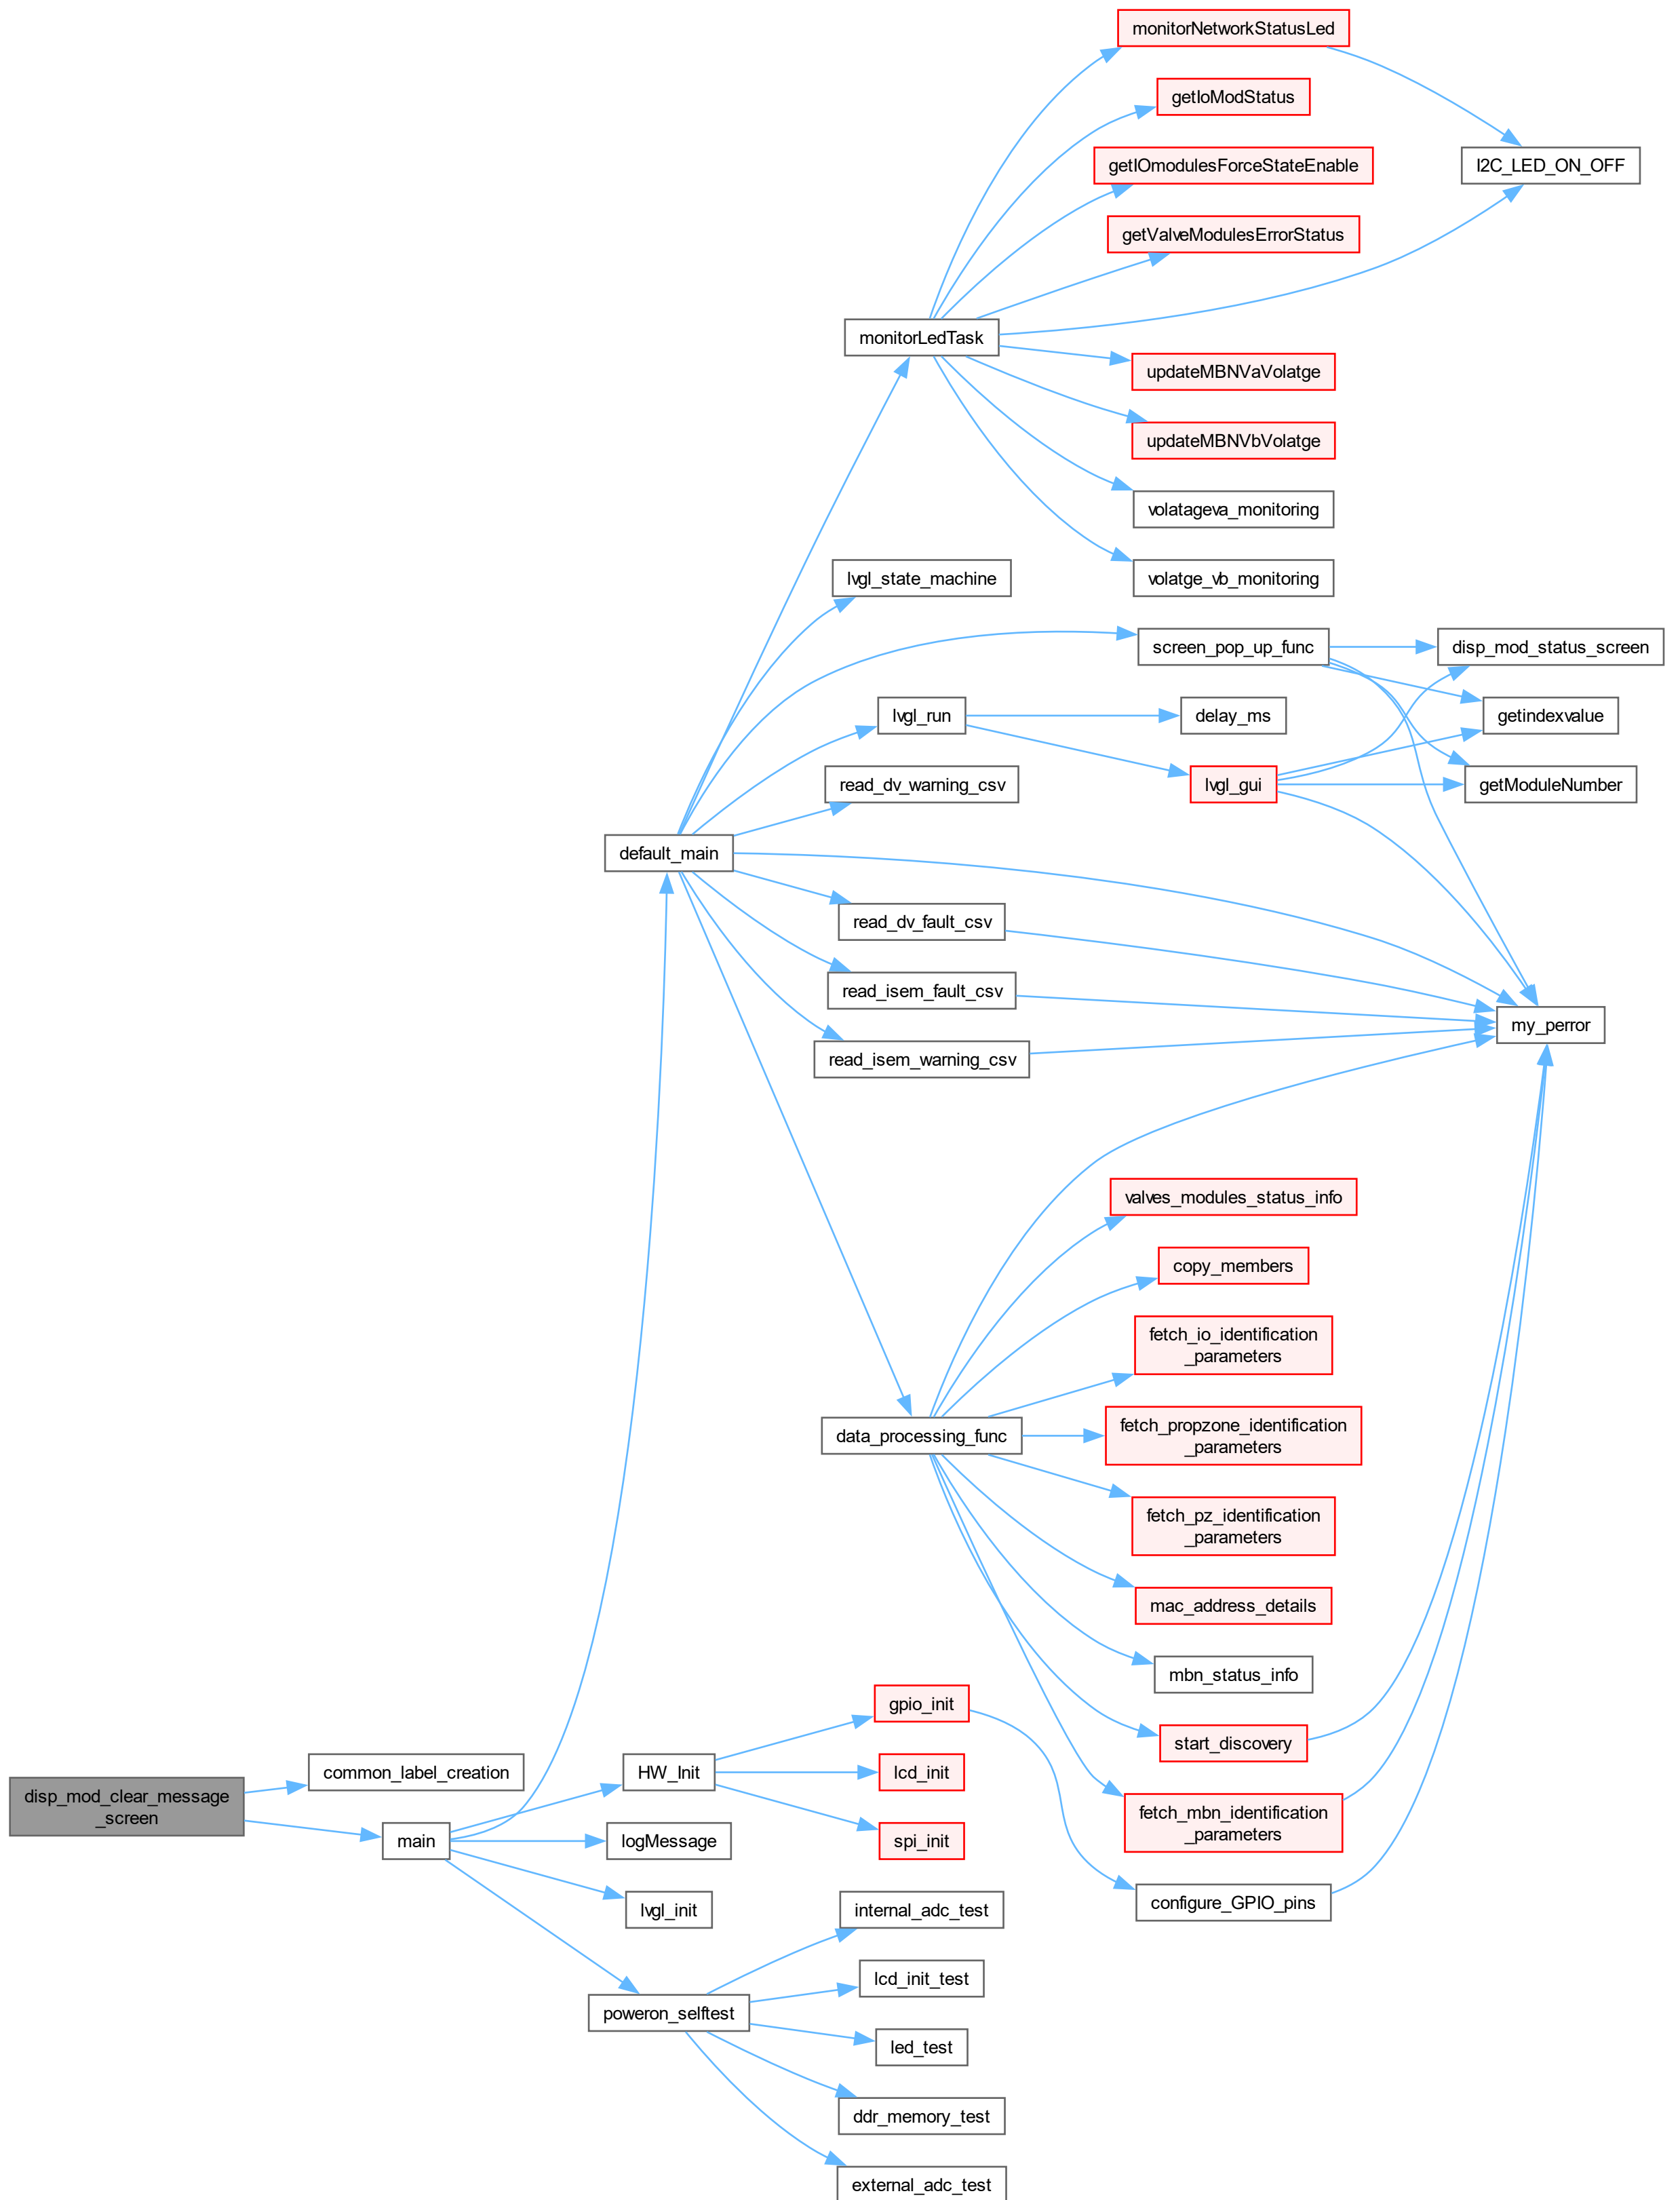 monitorNetworkStatusLed
getIoModStatus
I2C_LED_ON_OFF
getIOmodulesForceStateEnable
getValveModulesErrorStatus
monitorLedTask
updateMBNVaVolatge
updateMBNVbVolatge
volatageva_monitoring
lvgl_state_machine
volatge_vb_monitoring
screen_pop_up_func
disp_mod_status_screen
lvgl_run
delay_ms
getindexvalue
read_dv_warning_csv
lvgl_gui
getModuleNumber
default_main
read_dv_fault_csv
read_isem_fault_csv
my_perror
read_isem_warning_csv
valves_modules_status_info
copy_members
fetch_io_identification
_parameters
data_processing_func
fetch_propzone_identification
_parameters
fetch_pz_identification
_parameters
mac_address_details
mbn_status_info
gpio_init
start_discovery
common_label_creation
HW_Init
lcd_init
disp_mod_clear_message
_screen
fetch_mbn_identification
_parameters
main
logMessage
spi_init
lvgl_init
internal_adc_test
configure_GPIO_pins
lcd_init_test
poweron_selftest
led_test
ddr_memory_test
external_adc_test